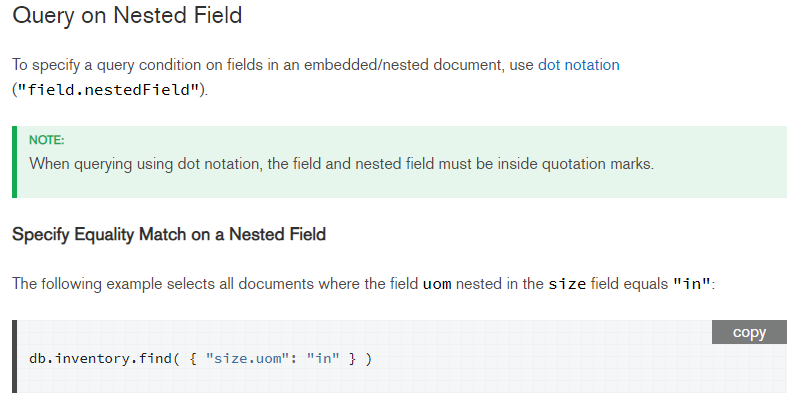 Query on Nested Field
To specify a query condition on fields in an embedded/nested document, use dot notation
("field.nestedField").
NOTE:
When querying using dot notation, the field and nested field must be inside quotation marks.
Specify Equality Match on a Nested Field
The following example selects all documents where the field uom nested in the size field equals "in":
copy
db.inventory.find( { "size.uom": "in" } )